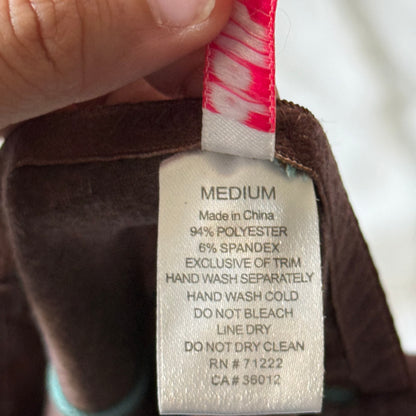 MEDIUM
Made in China
94% POLYESTER
6% SPANDEX
EXCLUSIVE OF TRIM
HAND WASH SEPARATELY
HAND WASH COLD
DO NOT BLEACH
LINE DRY
DO NOT DRY CLEAN
RN # 71222
CA # 36012